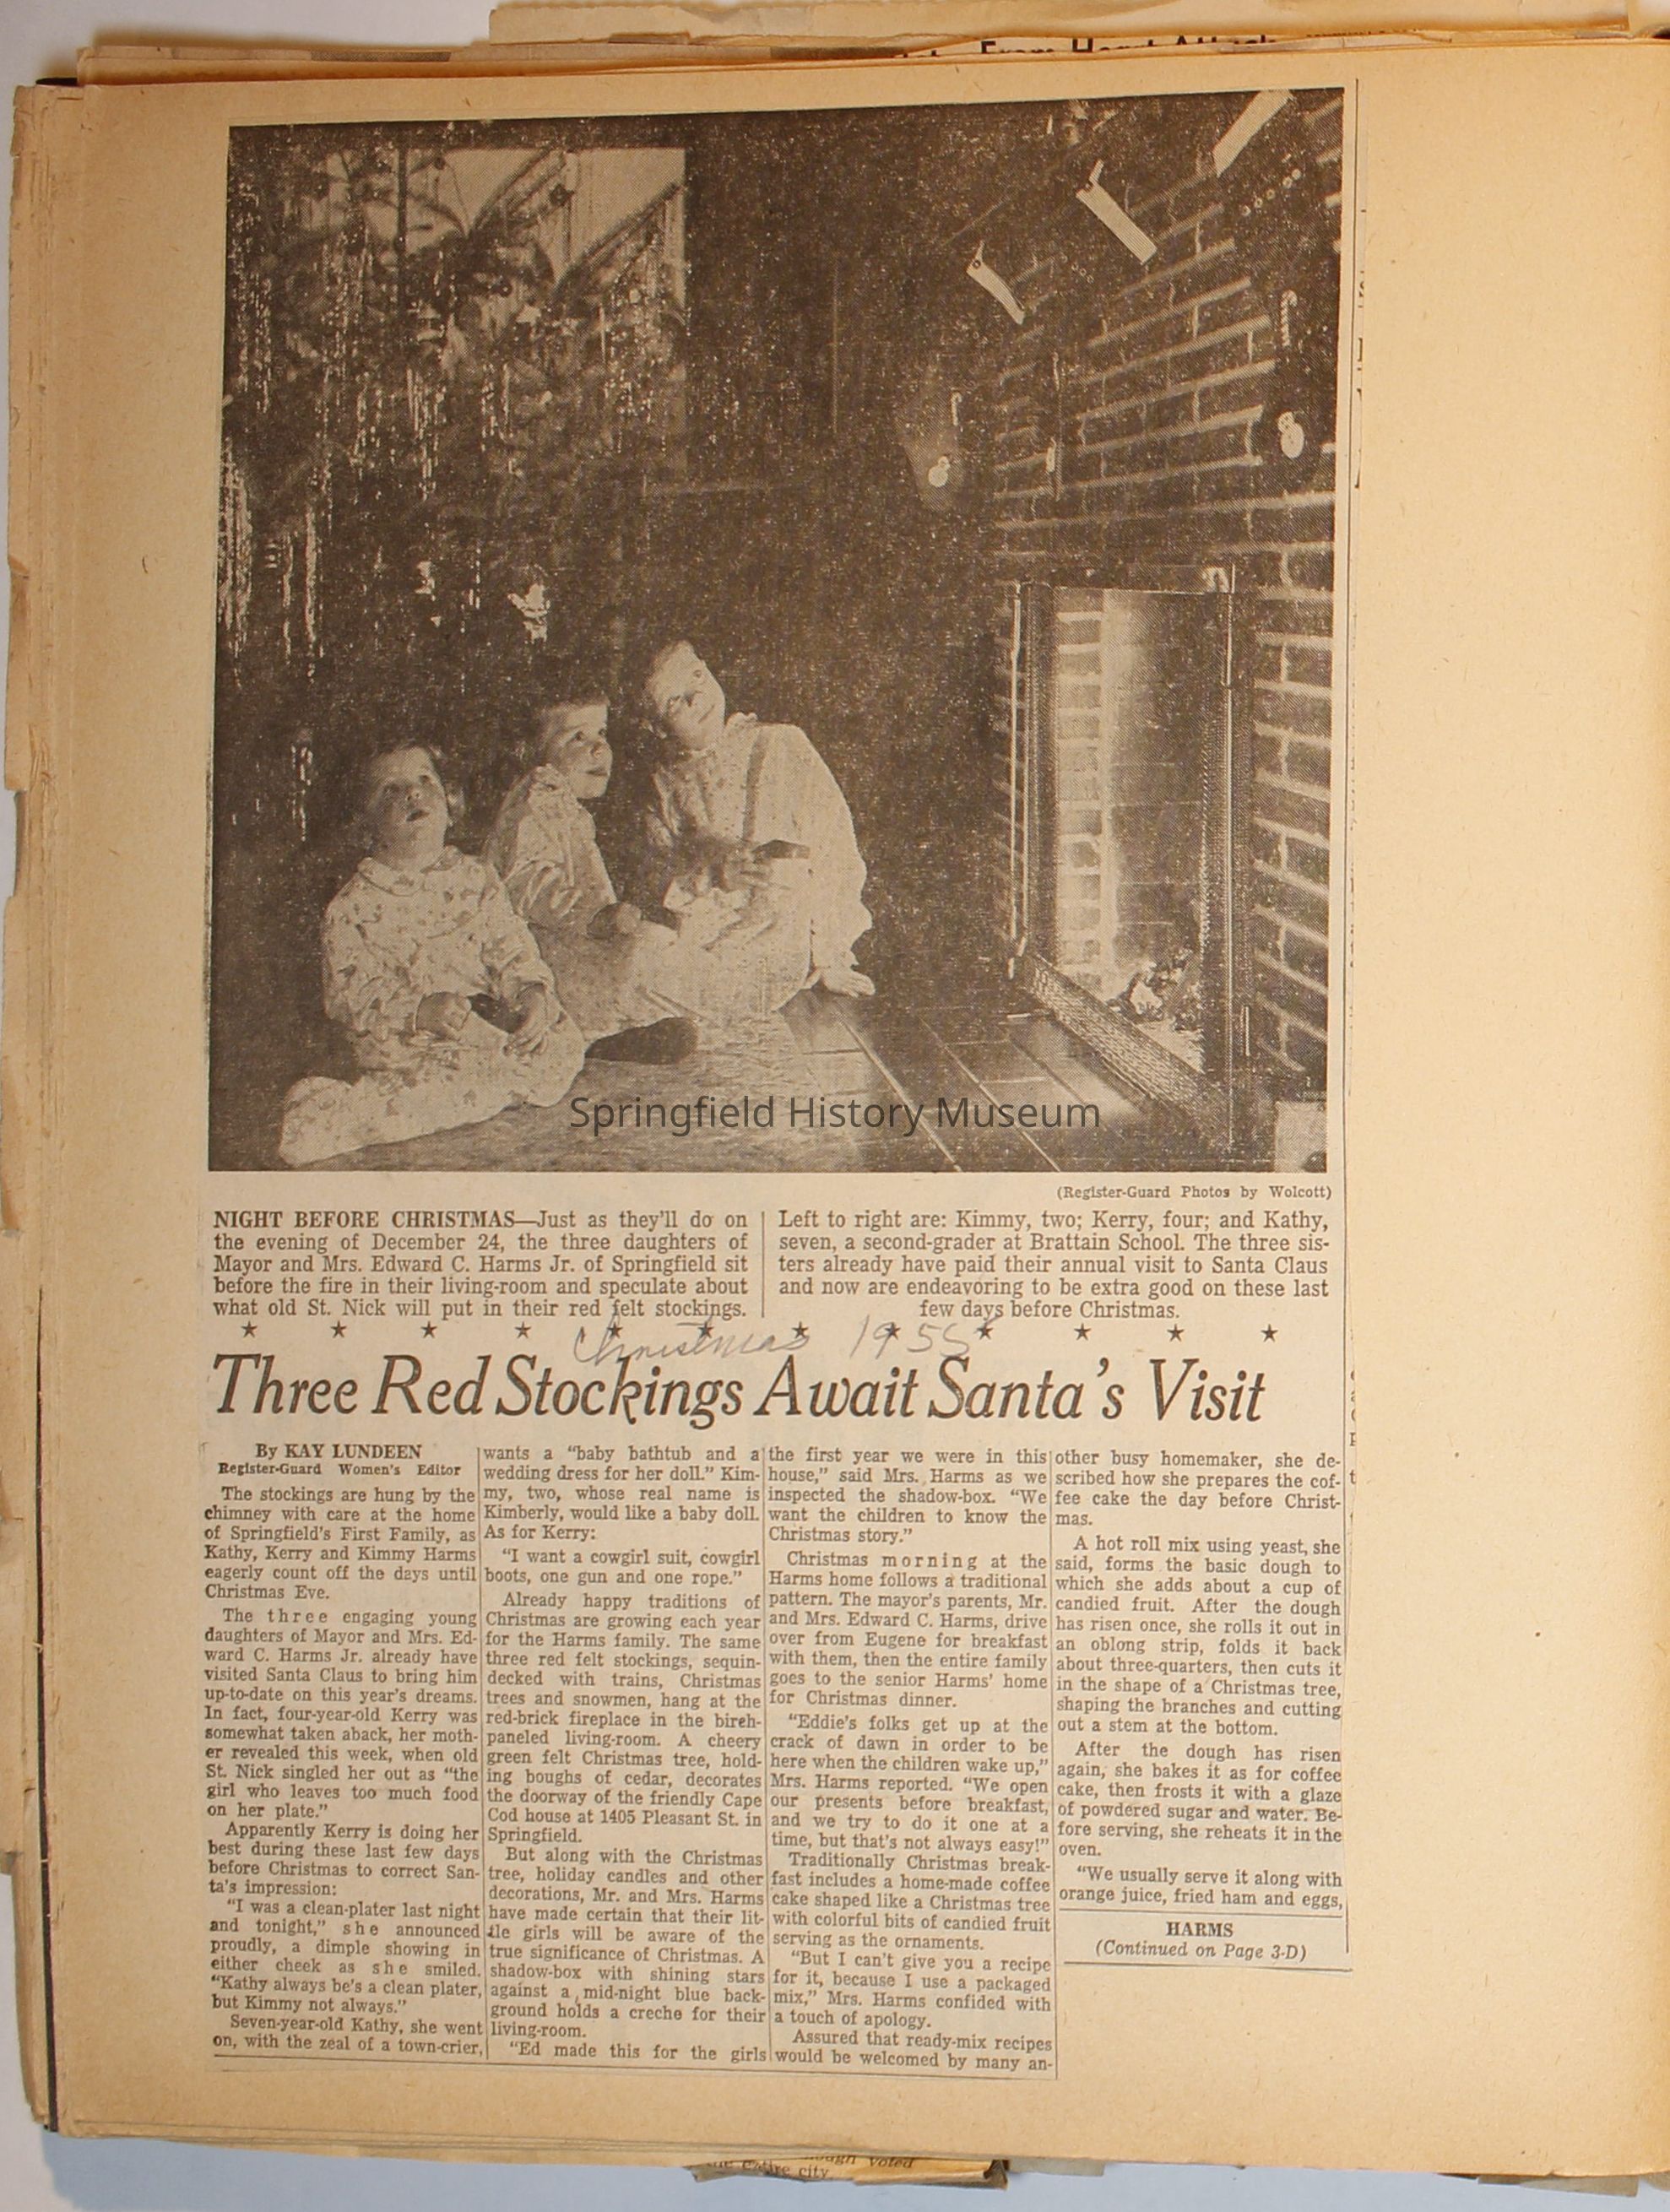 From Heart Attack
Springfield History Museum
(Register-Guard Photos by Wolcott)
NIGHT BEFORE CHRISTMAS—Just as they'll do on
the evening of December 24, the three daughters of
Mayor and Mrs. Edward C. Harms Jr. of Springfield sit
before the fire in their living-room and speculate about
what old St. Nick will put in their red felt stockings.
Left to right are: Kimmy, two; Kerry, four; and Kathy,
seven, a second-grader at Brattain School. The three sis-
ters already have paid their annual visit to Santa Claus
and now are endeavoring to be extra good on these last
few days before Christmas.
Christmas 1955
Three Red Stockings Await Santa's Visit
By KAY LUNDEEN
Register-Guard Women's Editor
The stockings are hung by the
chimney with care at the home
of Springfield's First Family, as
Kathy, Kerry and Kimmy Harms
eagerly count off the days until
Christmas Eve.
The three engaging young
daughters of Mayor and Mrs. Ed-
ward C. Harms Jr. already have
visited Santa Claus to bring him
up-to-date on this year's dreams.
In fact, four-year-old Kerry was
somewhat taken aback, her moth-
er revealed this week, when old
St. Nick singled her out as "the
girl who leaves too much food
on her plate."
Apparently Kerry is doing her
best during these last few days
before Christmas to correct San-
ta's impression:
"I was a clean-plater last night
and tonight," she announced
proudly, a dimple showing in
either cheek as she smiled.
"Kathy always be's a clean plater,
but Kimmy not always."
Seven-year-old Kathy, she went
on, with the zeal of a town-crier,
wants a "baby bathtub and a
wedding dress for her doll." Kim-
my, two, whose real name is
Kimberly, would like a baby doll.
As for Kerry:
"I want a cowgirl suit, cowgirl
boots, one gun and one rope."
Already happy traditions of
Christmas are growing each year
for the Harms family. The same
three red felt stockings, sequin-
decked with trains, Christmas
trees and snowmen, hang at the
red-brick fireplace in the bireh-
paneled living-room. A cheery
green felt Christmas tree, hold-
ing boughs of cedar, decorates
the doorway of the friendly Cape
Cod house at 1405 Pleasant St. in
Springfield.
But along with the Christmas
tree, holiday candles and other
decorations, Mr. and Mrs. Harms
have made certain that their lit-
tle girls will be aware of the
true significance of Christmas. A
shadow-box with shining stars
against a mid-night blue back-
ground holds a creche for their
living-room.
"Ed made this for the girls
the first year we were in this
house," said Mrs. Harms as we
inspected the shadow-box. "We
want the children to know the
Christmas story."
Christmas morning at the
Harms home follows a traditional
pattern. The mayor's parents, Mr.
and Mrs. Edward C. Harms, drive
over from Eugene for breakfast
with them, then the entire family
goes to the senior Harms' home
for Christmas dinner.
"Eddie's folks get up at the
crack of dawn in order to be
here when the children wake up,"
Mrs. Harms reported. "We open
our presents before breakfast,
and we try to do it one at a
time, but that's not always easy!"
Traditionally Christmas break-
fast includes a home-made coffee
cake shaped like a Christmas tree
with colorful bits of candied fruit
serving as the ornaments.
"But I can't give you a recipe
for it, because I use a packaged
mix," Mrs. Harms confided with
a touch of apology.
Assured that ready-mix recipes
would be welcomed by many an-
other busy homemaker, she de-
scribed how she prepares the cof-
fee cake the day before Christ-
mas.
A hot roll mix using yeast, she
said, forms the basic dough to
which she adds about a cup of
candied fruit. After the dough
has risen once, she rolls it out in
an oblong strip, folds it back
about three-quarters, then cuts it
in the shape of a Christmas tree,
shaping the branches and cutting
out a stem at the bottom.
After the dough has risen
again, she bakes it as for coffee
cake, then frosts it with a glaze
of powdered sugar and water. Be-
fore serving, she reheats it in the
oven.
"We usually serve it along with
orange juice, fried ham and eggs,
HARMS
(Continued on Page 3-D)
voted
entire city